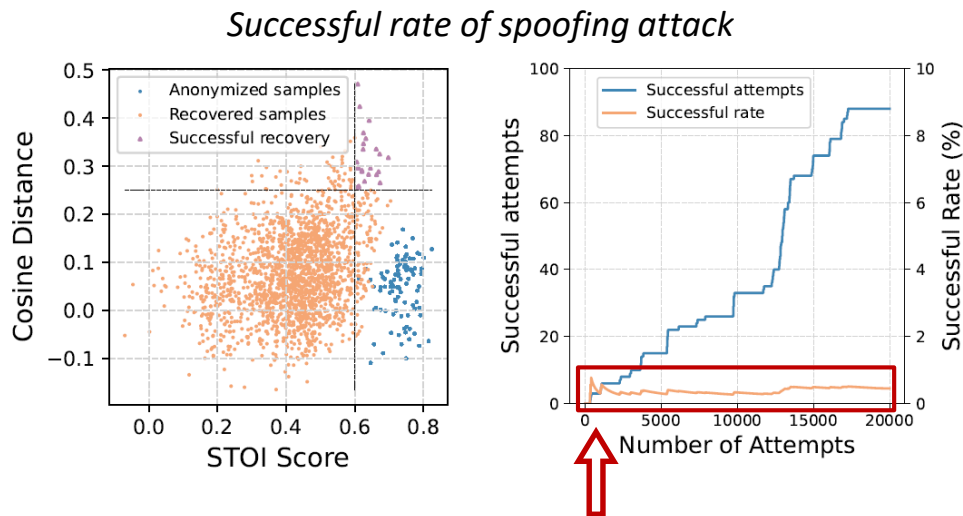 Successful rate of spoofing attack
Cosine Distance
0.5
0.4
0.3
0.2
0.1
0.0
−0.1
Anonymized samples
Recovered samples
Successful recovery
0.0 0.2 0.4 0.6 0.8
STOI Score
Successful attempts
100
80
60
40
20
0
Successful attempts
Successful rate
10
8
6
4
2
0
Successful Rate (%)
0 5000 10000 15000 20000
Number of Attempts